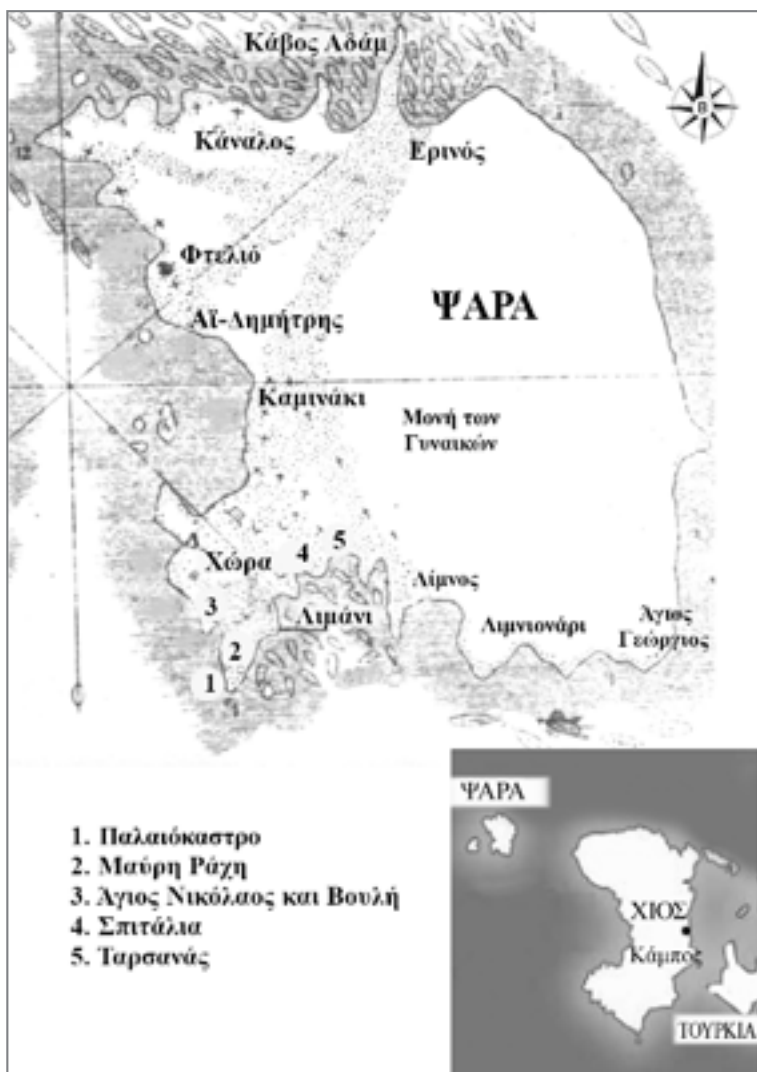 Κάβος Αδάμ
Β
Κάναλος
Ερινός
12
Φτελιό
ΨΑΡΑ
Αϊ-Δημήτρης
Καμινάκι
Μονή των
Γυναικών
Χώρα
4
5
3
Λιμάνι
Λίμνος
Λιμνιονάρι
Άγιος
Γεώργιος
2
1
1. Παλαιόκαστρο
2. Μαύρη Ράχη
3. Άγιος Νικόλαος και Βουλή
4. Σπιτάλια
5. Ταρσανάς
ΨΑΡΑ
ΧΙΟΣ
Κάμπος
ΤΟΥΡΚΙΑ